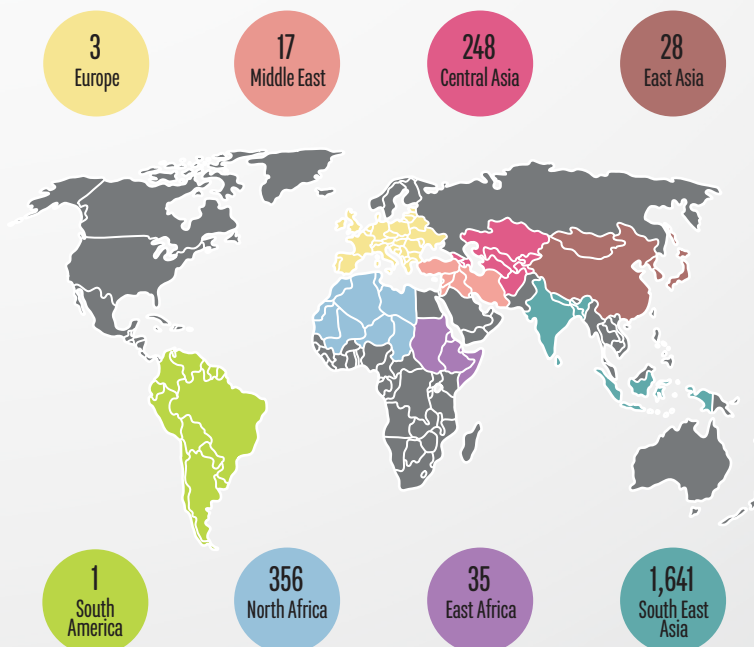 3
Europe
17
Middle East
248
Central Asia
28
East Asia
1
South
America
356
North Africa
35
East Africa
1,641
South East
Asia